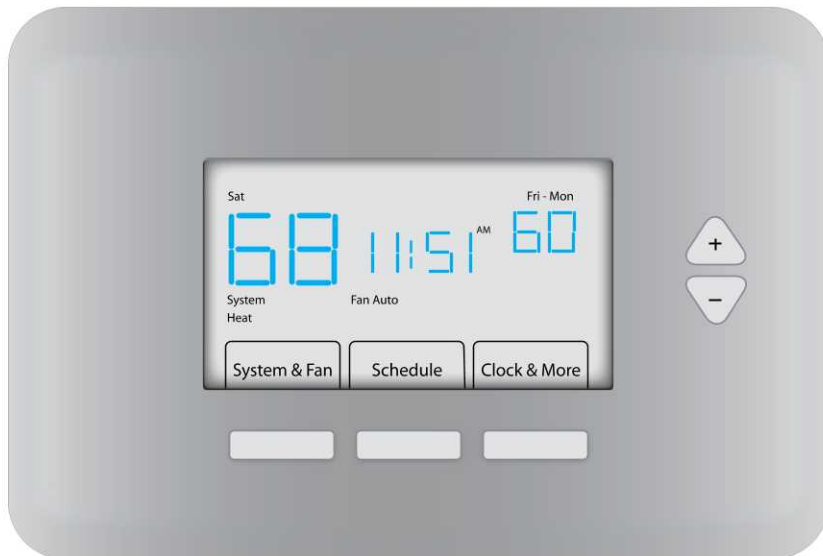 Sat
Fri - Mon
68
11:51 AM
60
System
Fan Auto
Heat
System & Fan
Schedule
Clock & More
+
-